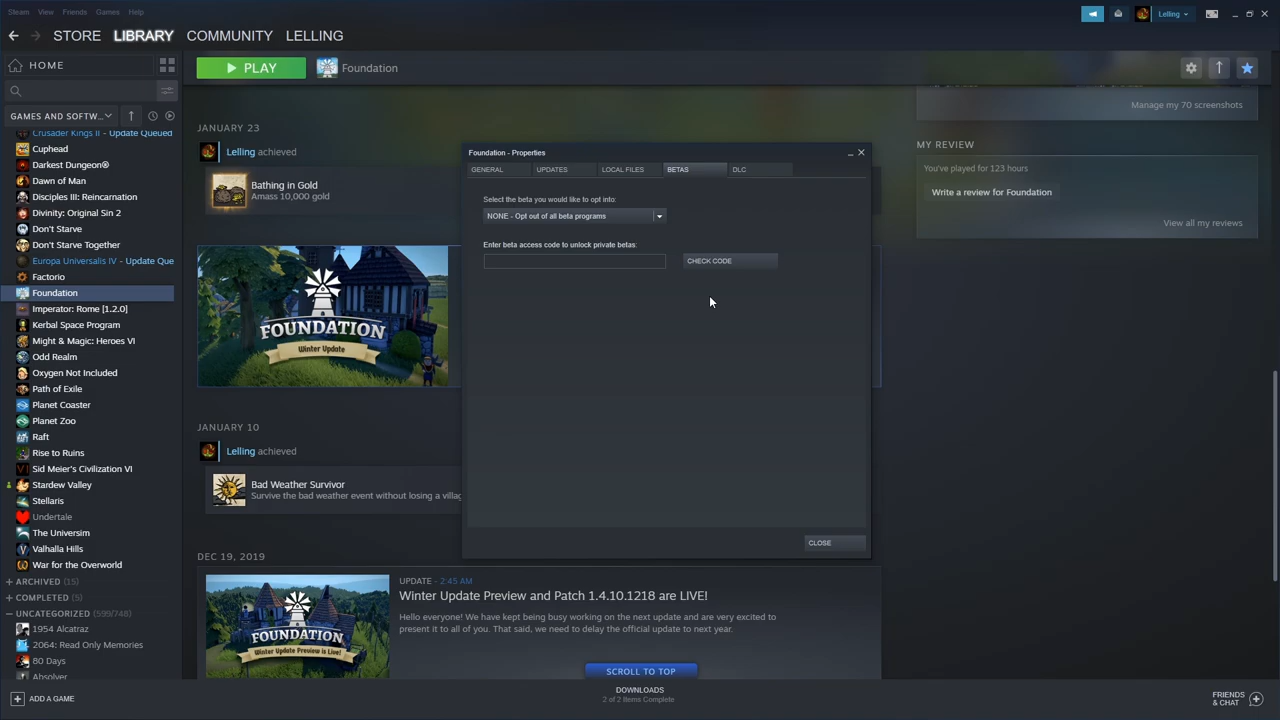 Steam View Friends Games Help
Lelling
STORE LIBRARY COMMUNITY LELLING
HOME
PLAY
Foundation
GAMES AND SOFTW...
Crusader Kings II - Update Queued
Cuphead
Darkest Dungeon®
Dawn of Man
Disciples III: Reincarnation
Divinity: Original Sin 2
Don't Starve
Don't Starve Together
Europa Universalis IV - Update Que
Factorio
Foundation
Imperator: Rome [1.2.0]
Kerbal Space Program
Might & Magic: Heroes VI
Odd Realm
Oxygen Not Included
Path of Exile
Planet Coaster
Planet Zoo
Raft
Rise to Ruins
Sid Meier's Civilization VI
Stardew Valley
Stellaris
Undertale
The Universim
Valhalla Hills
War for the Overworld
ARCHIVED (15)
COMPLETED (5)
UNCATEGORIZED (599/748)
1954 Alcatraz
2064: Read Only Memories
80 Days
Absolver
ADD A GAME
JANUARY 23
Lelling achieved
Bathing in Gold
Amass 10,000 gold
FOUNDATION
Winter Update
JANUARY 10
Lelling achieved
Bad Weather Survivor
Survive the bad weather event without losing a villag
DEC 19, 2019
FOUNDATION
Winter Update Preview is Live!
UPDATE - 2:45 AM
Winter Update Preview and Patch 1.4.10.1218 are LIVE!
Hello everyone! We have kept being busy working on the next update and are very excited to
present it to all of you. That said, we need to delay the official update to next year.
SCROLL TO TOP
Foundation - Properties
GENERAL UPDATES LOCAL FILES BETAS DLC
Select the beta you would like to opt into:
NONE - Opt out of all beta programs
Enter beta access code to unlock private betas:
CHECK CODE
CLOSE
Manage my 70 screenshots
MY REVIEW
You've played for 123 hours
Write a review for Foundation
View all my reviews
DOWNLOADS
2 of 2 Items Complete
FRIENDS
& CHAT